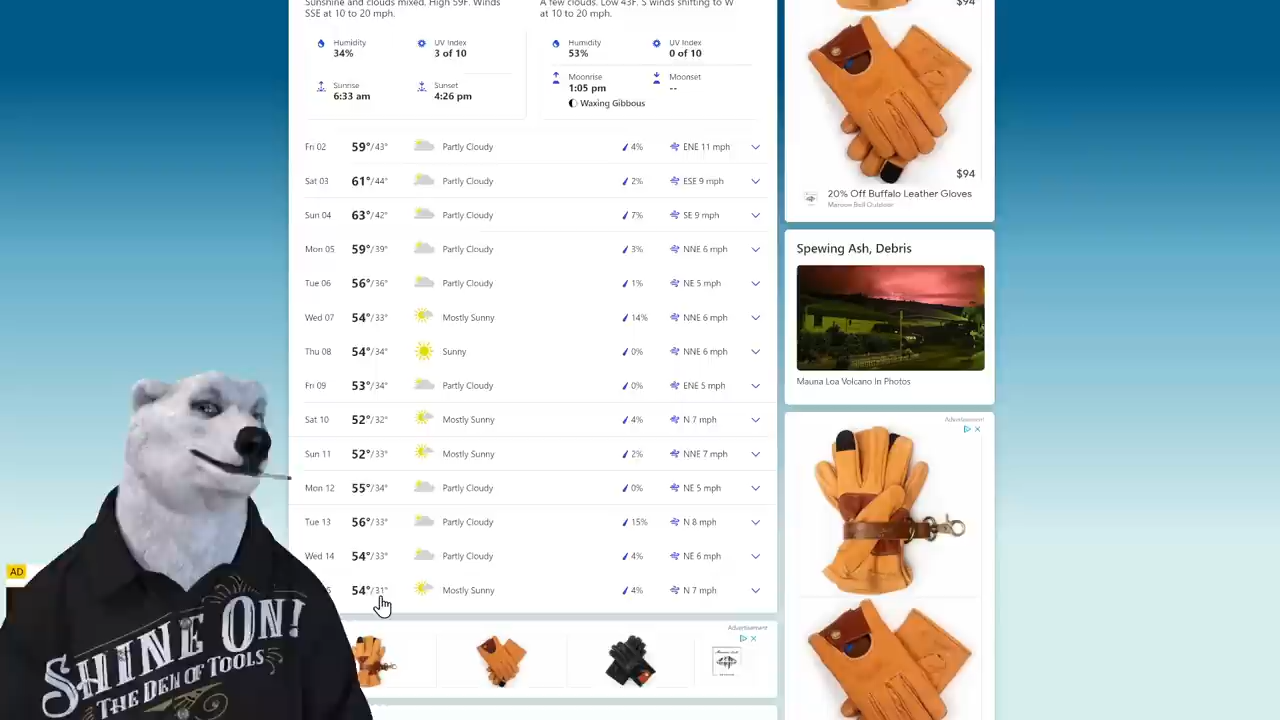 Sunshine and clouds mixed. High 59F. Winds
SSE at 10 to 20 mph.
A few clouds. Low 43F. S winds shifting to W
at 10 to 20 mph.
Humidity
34%
UV Index
3 of 10
Sunrise
6:33 am
Sunset
4:26 pm
Humidity
53%
UV Index
0 of 10
Moonrise
1:05 pm
Moonset
--
Waxing Gibbous
Fri 02 59°/43° Partly Cloudy 4% ENE 11 mph
Sat 03 61°/44° Partly Cloudy 2% ESE 9 mph
Sun 04 63°/42° Partly Cloudy 7% SE 9 mph
Mon 05 59°/39° Partly Cloudy 3% NNE 6 mph
Tue 06 56°/36° Partly Cloudy 1% NE 5 mph
Wed 07 54°/33° Mostly Sunny 14% NNE 6 mph
Thu 08 54°/34° Sunny 0% NNE 6 mph
Fri 09 53°/34° Partly Cloudy 0% ENE 5 mph
Sat 10 52°/32° Mostly Sunny 4% N 7 mph
Sun 11 52°/33° Mostly Sunny 2% NNE 7 mph
Mon 12 55°/34° Partly Cloudy 0% NE 5 mph
Tue 13 56°/33° Partly Cloudy 15% N 8 mph
Wed 14 54°/33° Partly Cloudy 4% NE 6 mph
54°/31° Mostly Sunny 4% N 7 mph
Advertisement
$94
$94
20% Off Buffalo Leather Gloves
Maroon Bell Outdoor
Spewing Ash, Debris
Mauna Loa Volcano In Photos
Advertisement
AD
SHINE ON!
THE DEN OF TOOLS